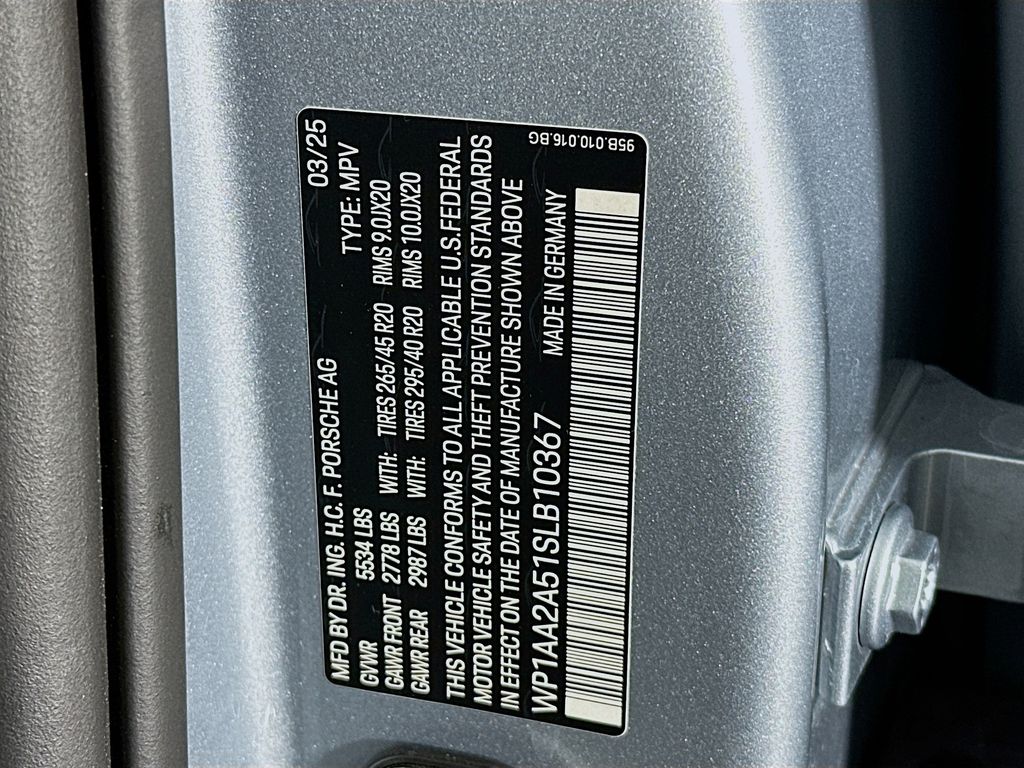 MFD BY DR. ING. H.C. F. PORSCHE AG 03/25
GVWR 5534 LBS TYPE: MPV
GAWR FRONT 2778 LBS WITH: TIRES 265/45 R20 RIMS 9.0JX20
GAWR REAR 2987 LBS WITH: TIRES 295/40 R20 RIMS 10.0JX20
THIS VEHICLE CONFORMS TO ALL APPLICABLE U.S.FEDERAL
MOTOR VEHICLE SAFETY AND THEFT PREVENTION STANDARDS
IN EFFECT ON THE DATE OF MANUFACTURE SHOWN ABOVE
WP1AA2A51SLB10367 MADE IN GERMANY
95B.010.016.BG